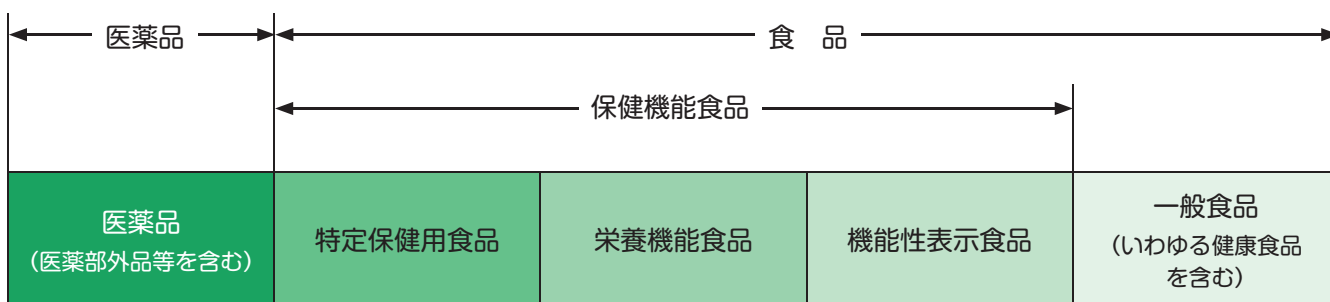 医薬品
食 品
保健機能食品
医薬品
(医薬部外品等を含む)
特定保健用食品
栄養機能食品
機能性表示食品
一般食品
(いわゆる健康食品
を含む)